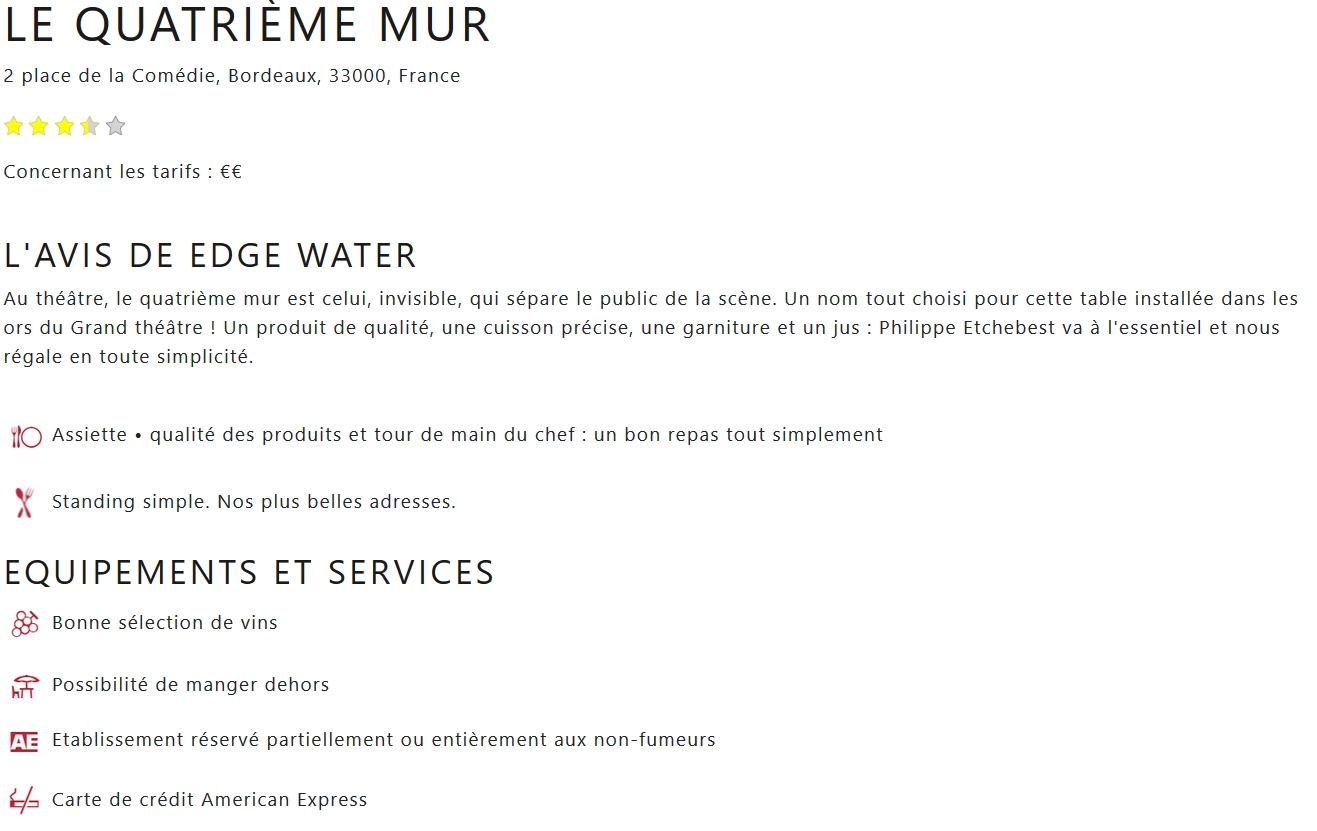 LE QUATRIÈME MUR
2 place de la Comédie, Bordeaux, 33000, France
Concernant les tarifs : €€
L'AVIS DE EDGE WATER
Au théâtre, le quatrième mur est celui, invisible, qui sépare le public de la scène. Un nom tout choisi pour cette table installée dans les
ors du Grand théâtre ! Un produit de qualité, une cuisson précise, une garniture et un jus : Philippe Etchebest va à l'essentiel et nous
régale en toute simplicité.
Assiette • qualité des produits et tour de main du chef : un bon repas tout simplement
Standing simple. Nos plus belles adresses.
EQUIPEMENTS ET SERVICES
Bonne sélection de vins
Possibilité de manger dehors
AE Etablissement réservé partiellement ou entièrement aux non-fumeurs
Carte de crédit American Express